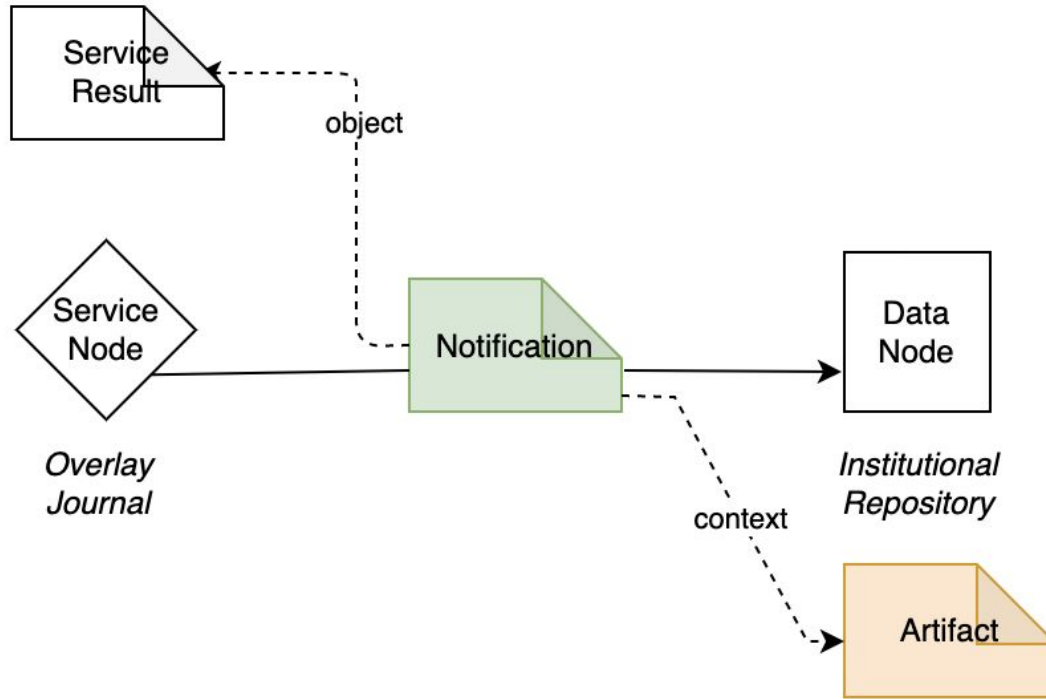 Service
Result
object
Service
Node
Notification
Data
Node
Overlay
Journal
Institutional
Repository
context
Artifact